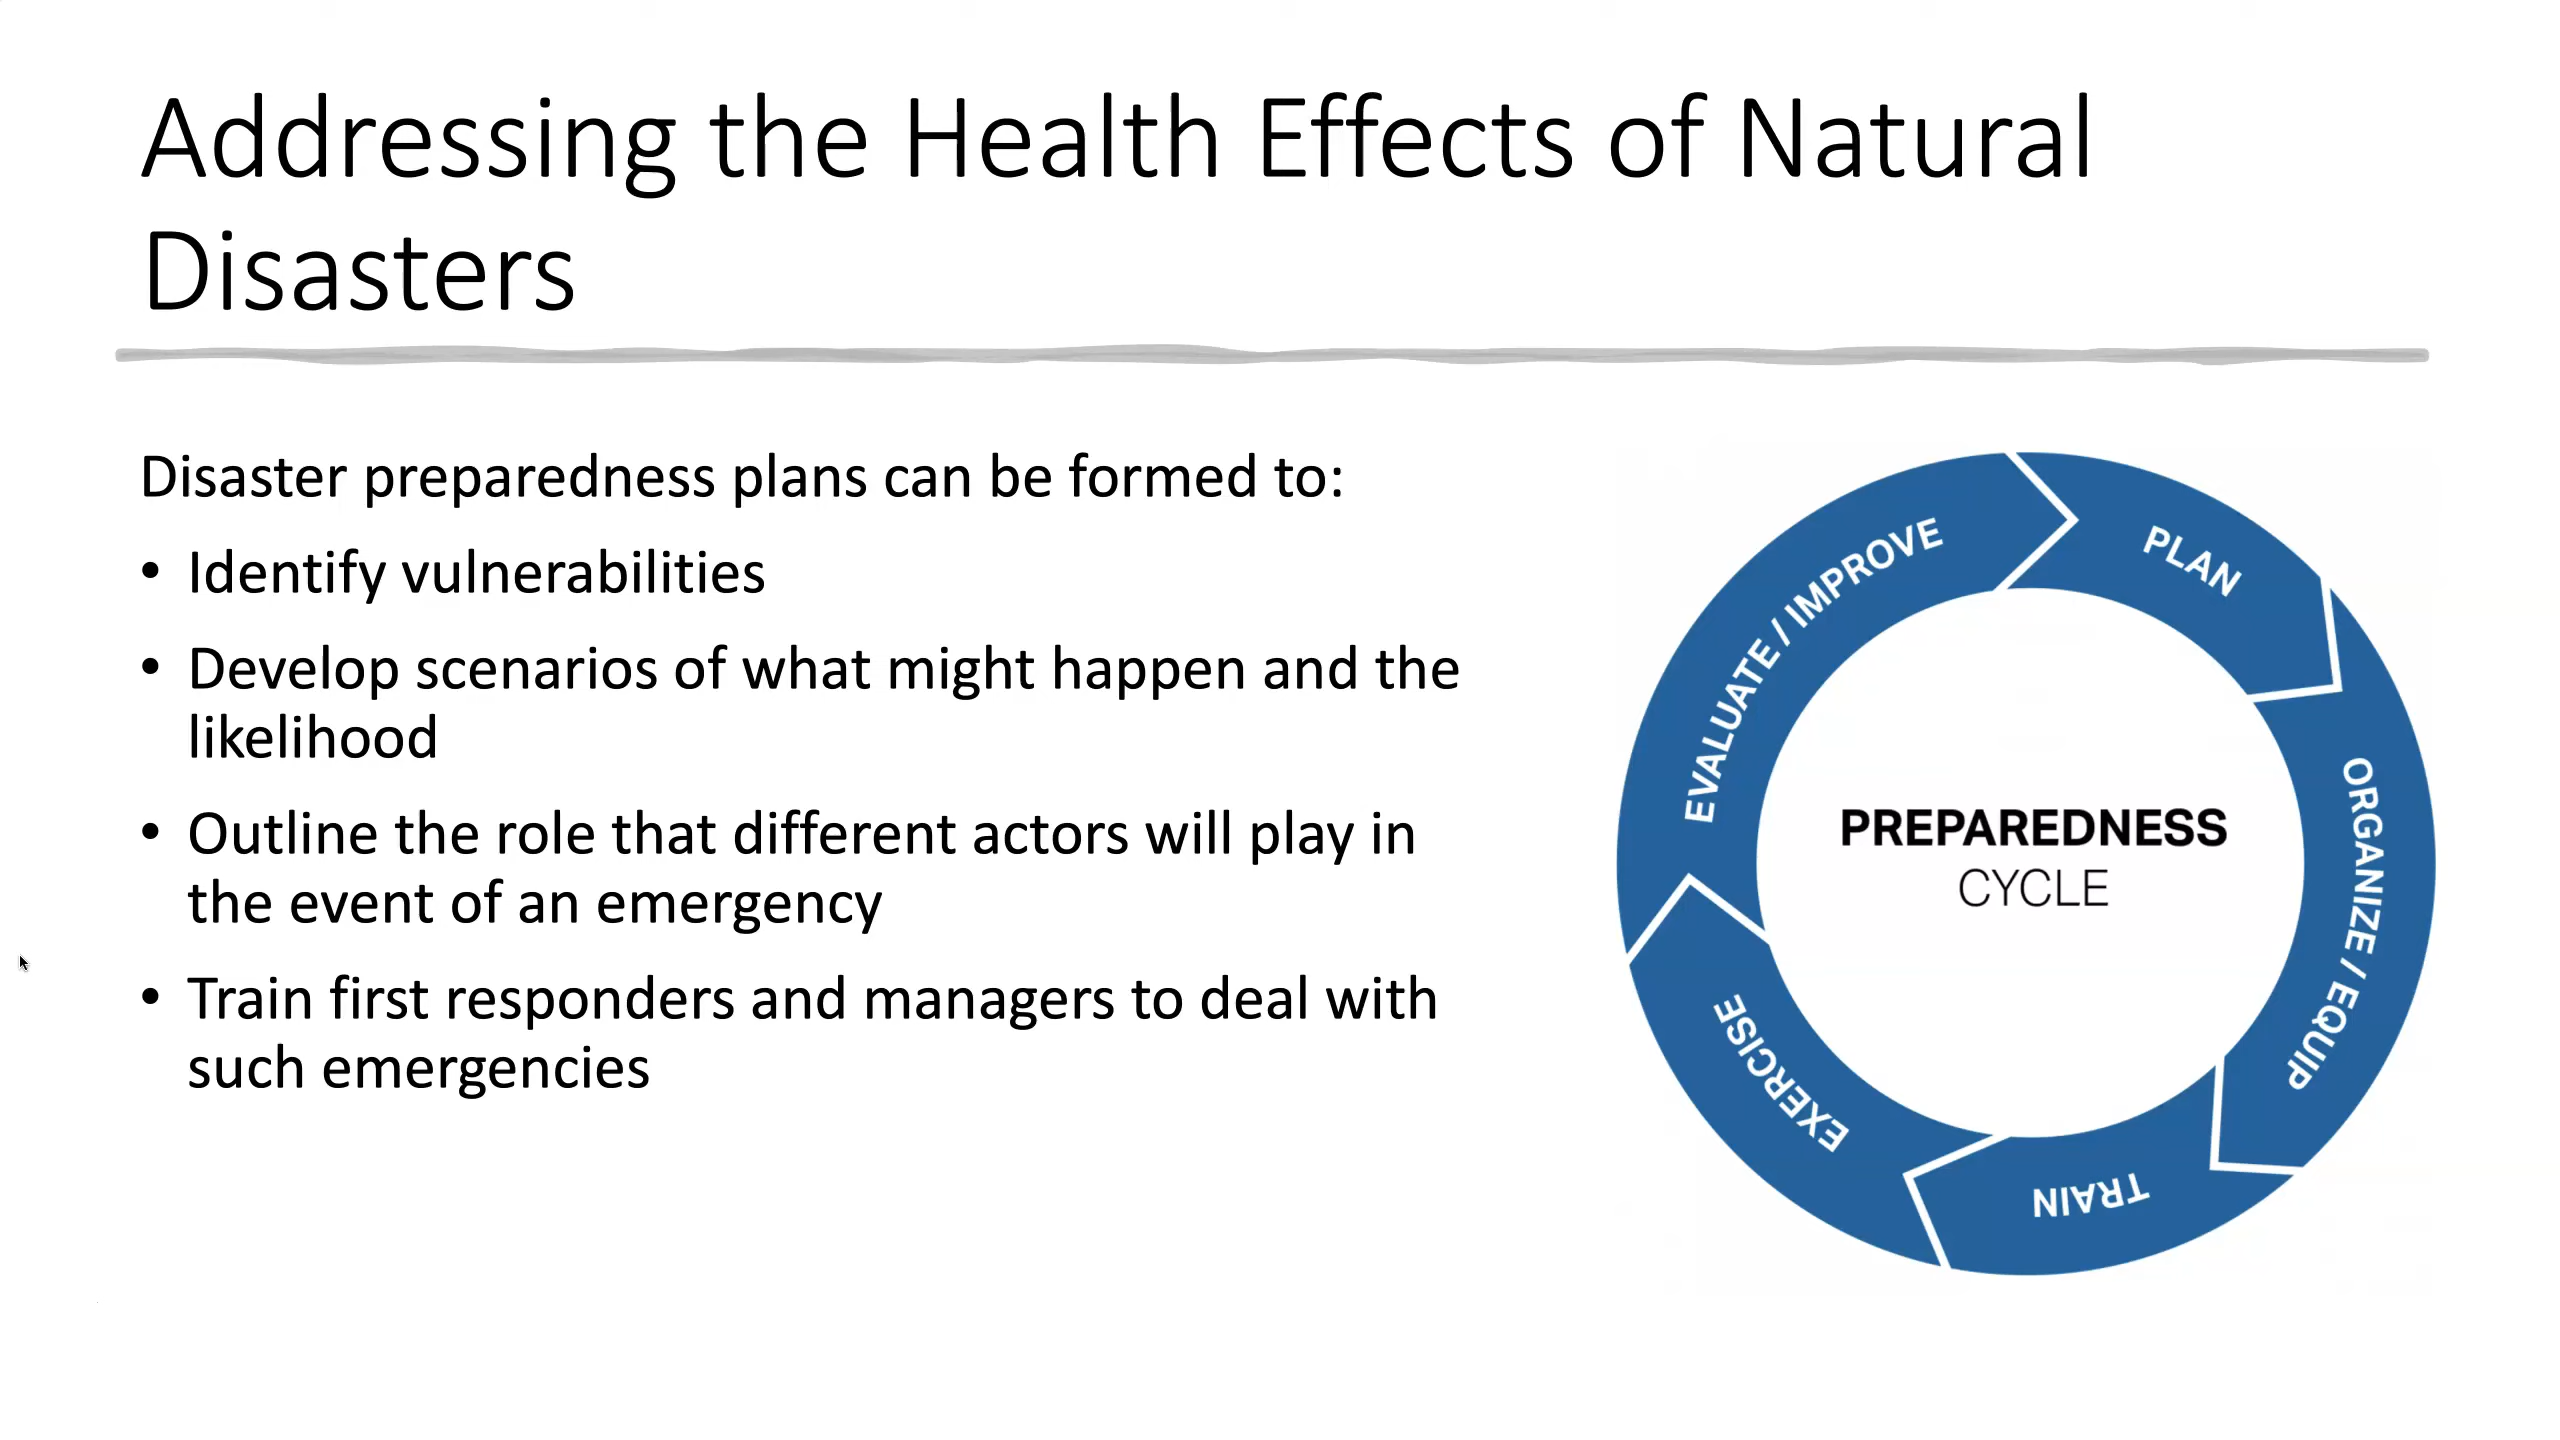 Addressing the Health Effects of Natural
Disasters
Disaster preparedness plans can be formed to:
• Identify vulnerabilities
• Develop scenarios of what might happen and the
likelihood
• Outline the role that different actors will play in
the event of an emergency
• Train first responders and managers to deal with
such emergencies
PREPAREDNESS
CYCLE
PLAN
ORGANIZE / EQUIP
TRAIN
EXERCISE
EVALUATE / IMPROVE